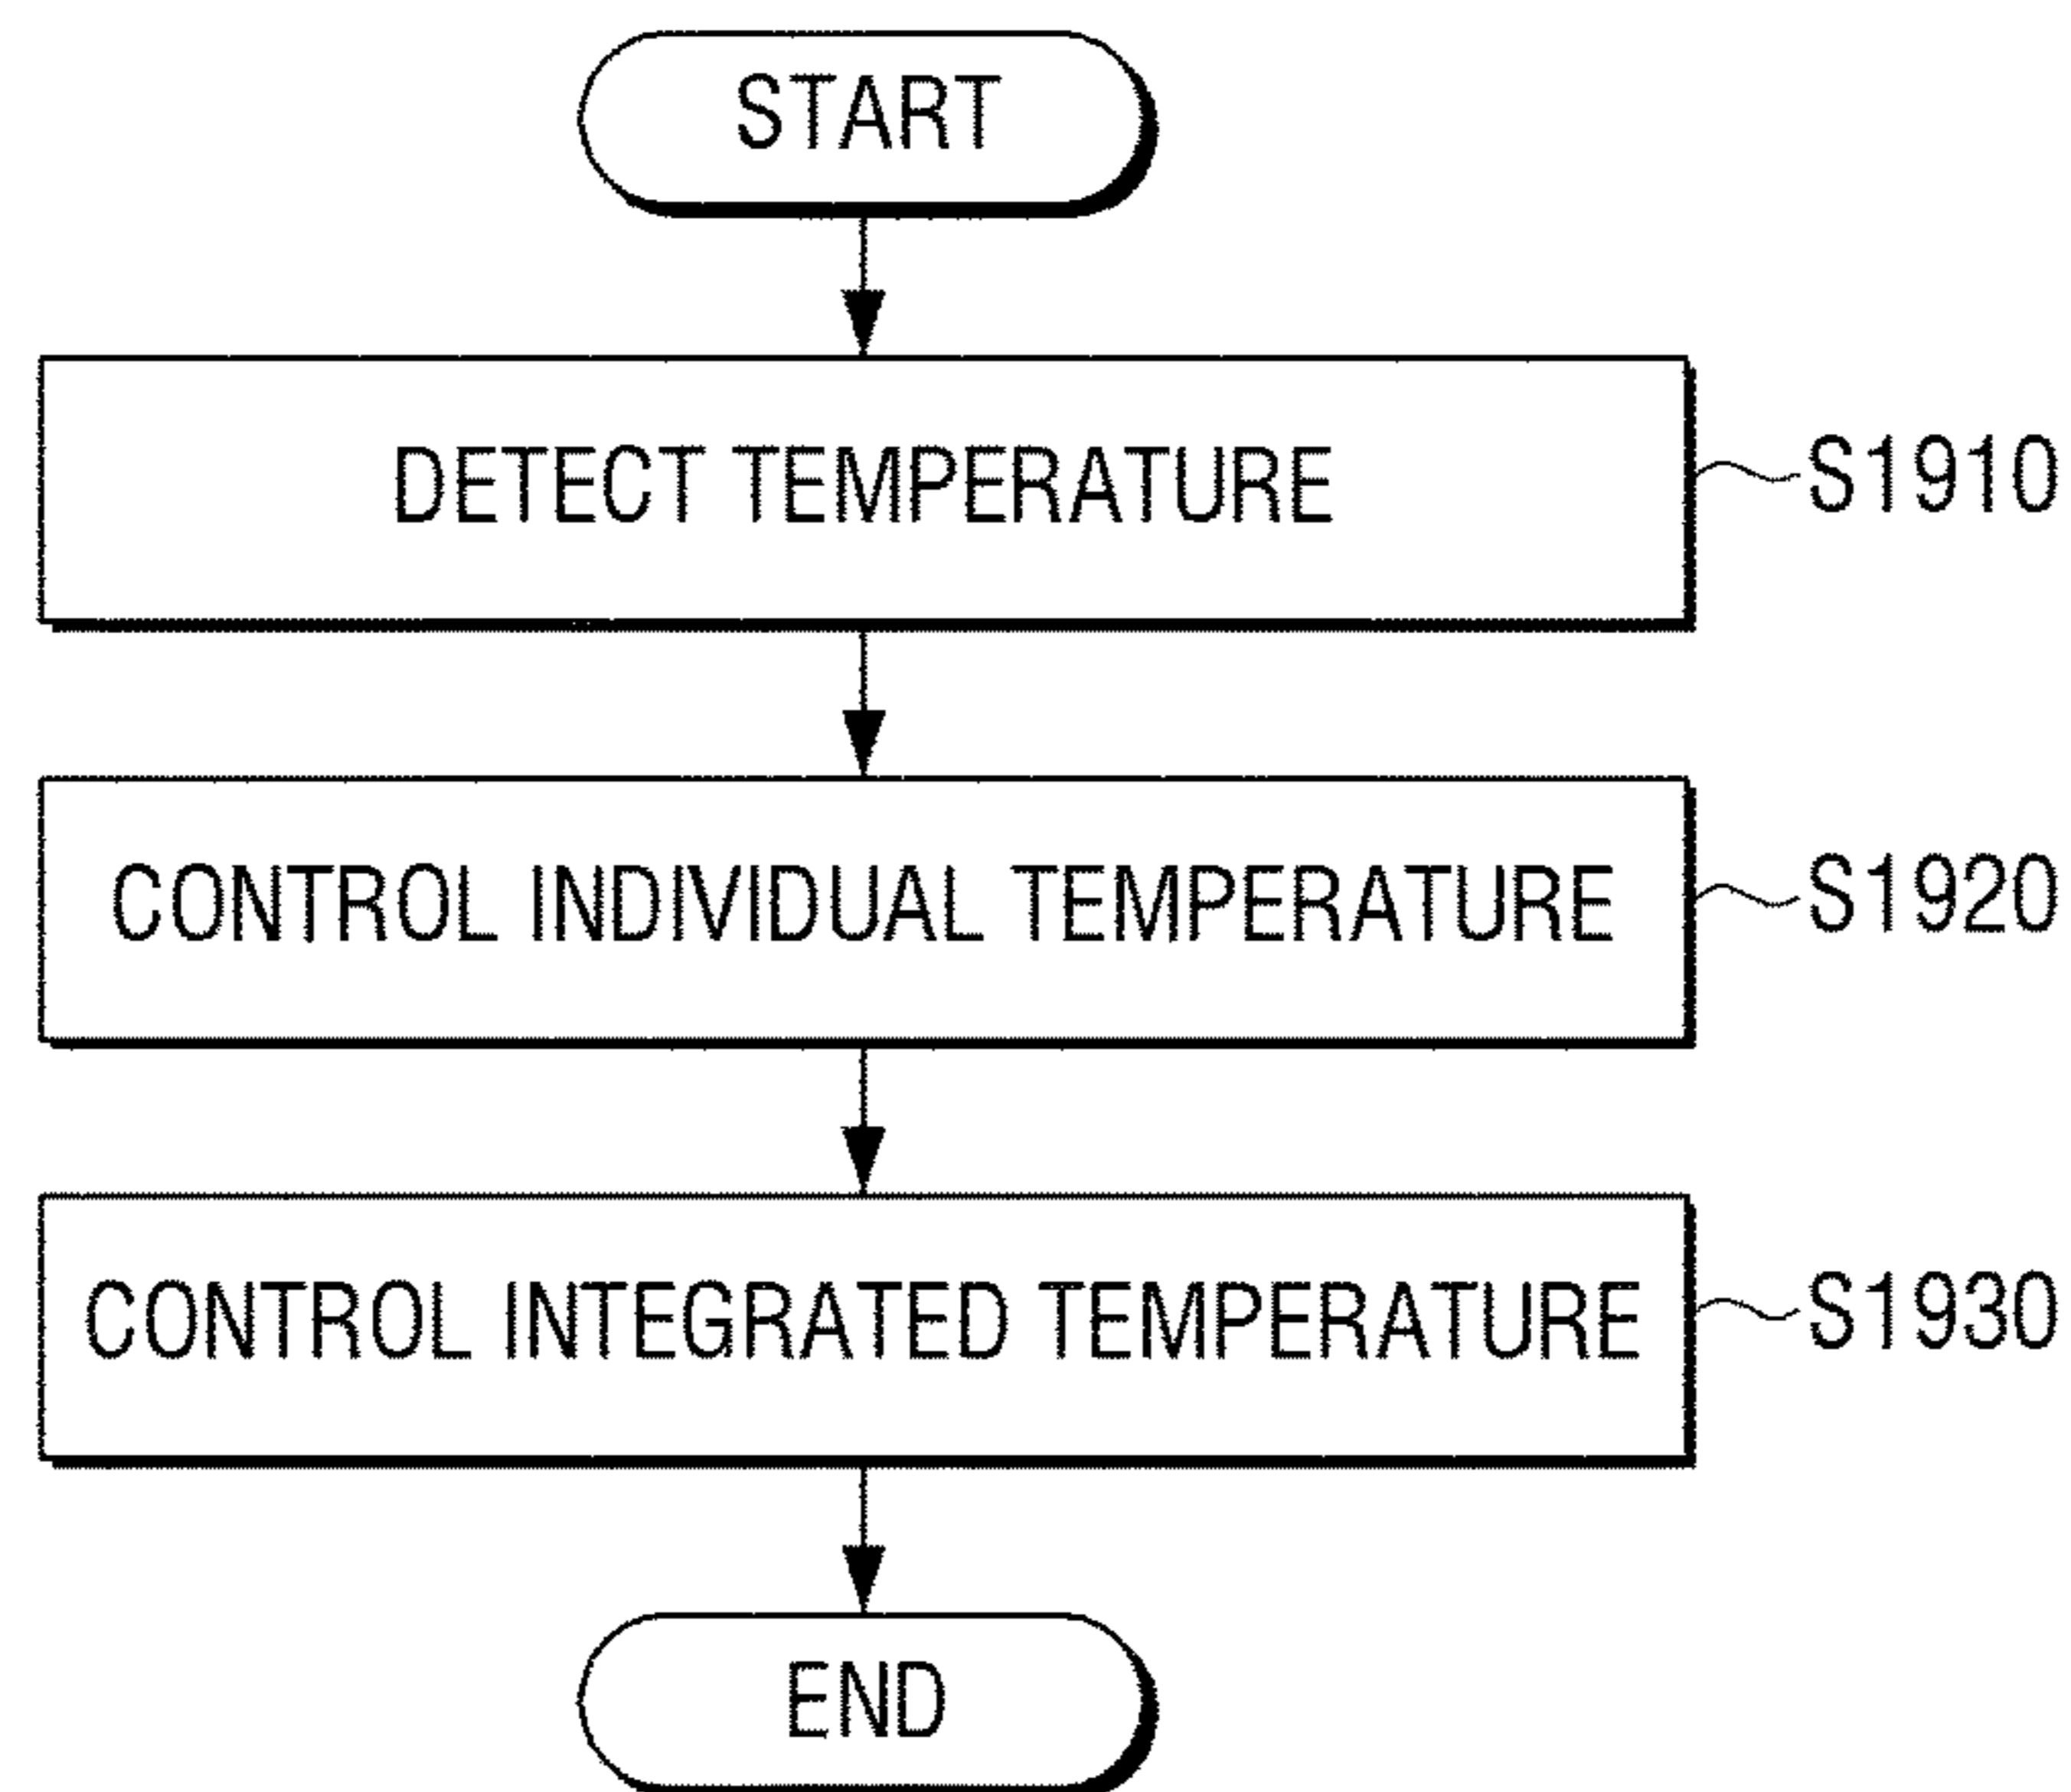 START
DETECT TEMPERATURE
S1910
CONTROL INDIVIDUAL TEMPERATURE
S1920
CONTROL INTEGRATED TEMPERATURE
S1930
END